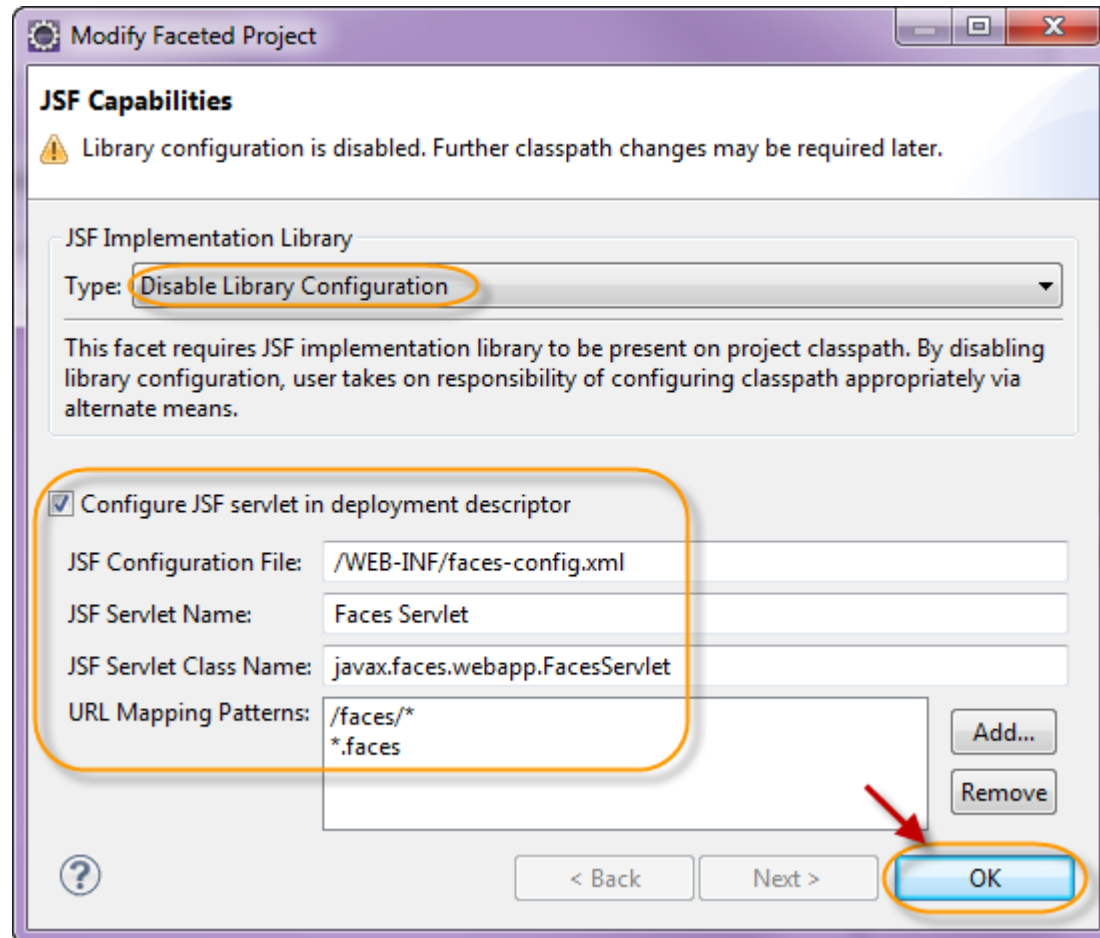 Modify Faceted Project
JSF Capabilities
Library configuration is disabled. Further classpath changes may be required later.
JSF Implementation Library
Type: Disable Library Configuration
This facet requires JSF implementation library to be present on project classpath. By disabling
library configuration, user takes on responsibility of configuring classpath appropriately via
alternate means.
Configure JSF servlet in deployment descriptor
JSF Configuration File: /WEB-INF/faces-config.xml
JSF Servlet Name: Faces Servlet
JSF Servlet Class Name: javax.faces.webapp.FacesServlet
URL Mapping Patterns: /faces/*
*.faces
Add...
Remove
< Back Next > OK